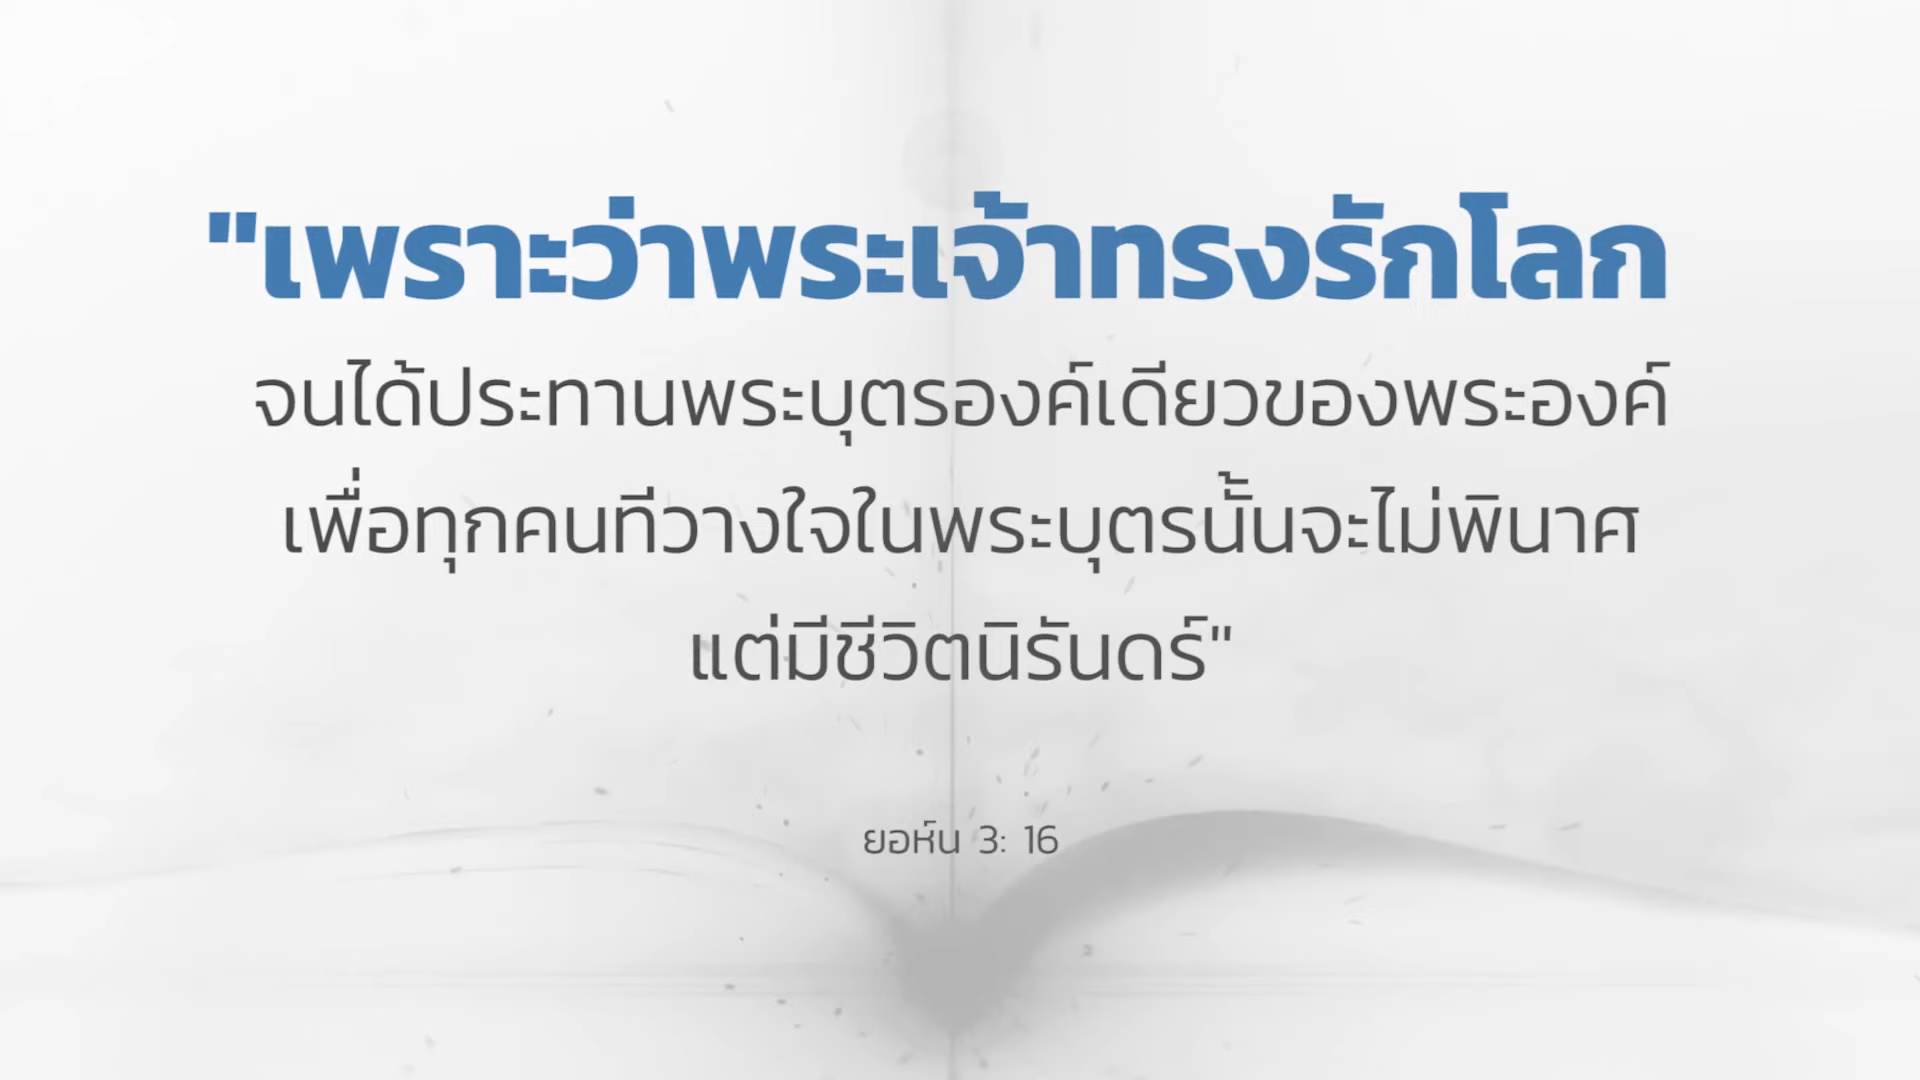 "เพราะว่าพระเจ้าทรงรักโลก
จนได้ประทานพระบุตรองค์เดียวของพระองค์
เพื่อทุกคนทีวางใจในพระบุตรนั้นจะไม่พินาศ
แต่มีชีวิตนิรันดร์"
ยอห์น 3: 16